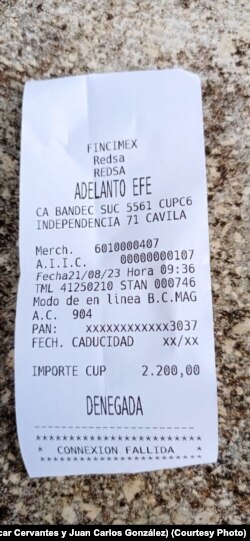 FINCIMEX
Redsa
REDSA
ADELANTO EFE
CA BANDEC SUC 5561 CUPC6
INDEPENDENCIA 71 CAVILA
Merch. 6010000407
A.I.I.C. 00000000107
Fecha21/08/23 Hora 09:36
TML 41250210 STAN 000746
Modo de en linea B.C.MAG
A.C. 904
PAN: xxxxxxxxxxxx3037
FECH. CADUCIDAD xx/xx
IMPORTE CUP 2.200,00
DENEGADA
------------------------
************************
* CONNEXION FALLIDA *
************************
car Cervantes y Juan Carlos González) (Courtesy Photo)